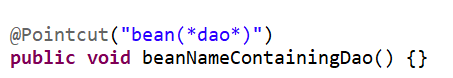 @Pointcut("bean(*dao*)")
public void beanNameContainingDao() {}